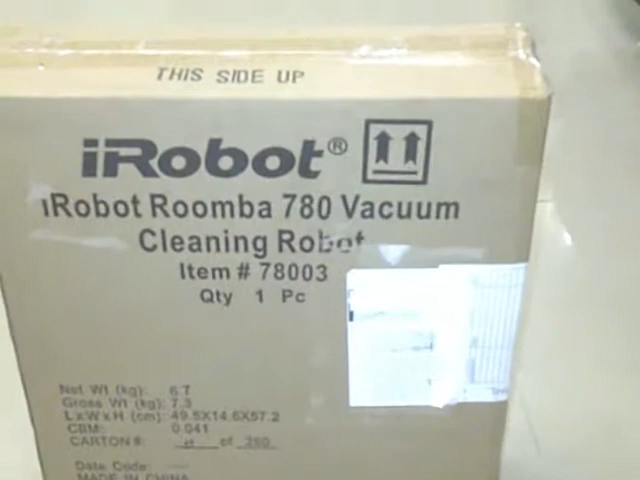 THIS SIDE UP
iRobot®
iRobot Roomba 780 Vacuum
Cleaning Robot
Item # 78003
Qty 1 Pc
Net Wt (kg): 6.7
Gross Wt (kg): 7.3
LxWxH (cm): 49.5X14.6X57.2
CBM: 0.041
CARTON #: of 260
Date Code:
MADE IN CHINA